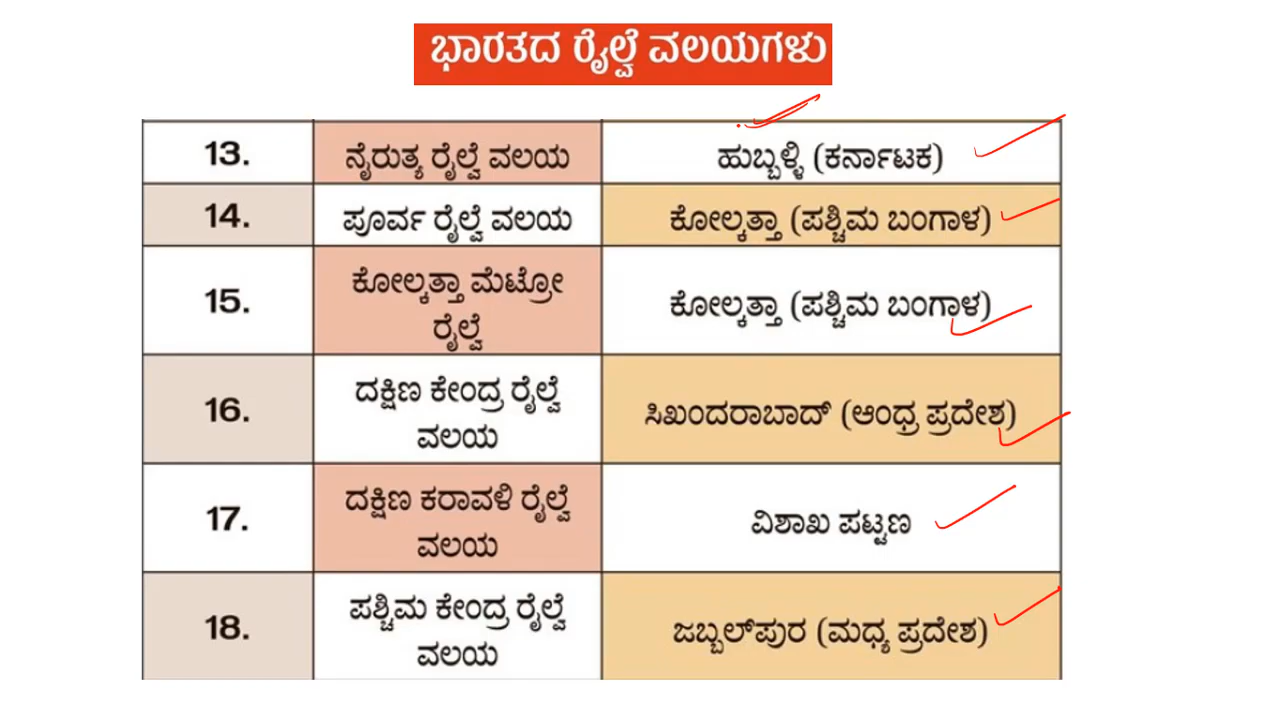 ಭಾರತದ ರೈಲ್ವೆ ವಲಯಗಳು
13. ನೈರುತ್ಯ ರೈಲ್ವೆ ವಲಯ ಹುಬ್ಬಳ್ಳಿ (ಕರ್ನಾಟಕ)
14. ಪೂರ್ವ ರೈಲ್ವೆ ವಲಯ ಕೋಲ್ಕತ್ತಾ (ಪಶ್ಚಿಮ ಬಂಗಾಳ)
15. ಕೋಲ್ಕತ್ತಾ ಮೆಟ್ರೋ
ರೈಲ್ವೆ ಕೋಲ್ಕತ್ತಾ (ಪಶ್ಚಿಮ ಬಂಗಾಳ)
16. ದಕ್ಷಿಣ ಕೇಂದ್ರ ರೈಲ್ವೆ
ವಲಯ ಸಿಖಂದರಾಬಾದ್ (ಆಂಧ್ರ ಪ್ರದೇಶ)
17. ದಕ್ಷಿಣ ಕರಾವಳಿ ರೈಲ್ವೆ
ವಲಯ ವಿಶಾಖ ಪಟ್ಟಣ
18. ಪಶ್ಚಿಮ ಕೇಂದ್ರ ರೈಲ್ವೆ
ವಲಯ ಜಬ್ಬಲ್‌ಪುರ (ಮಧ್ಯ ಪ್ರದೇಶ)